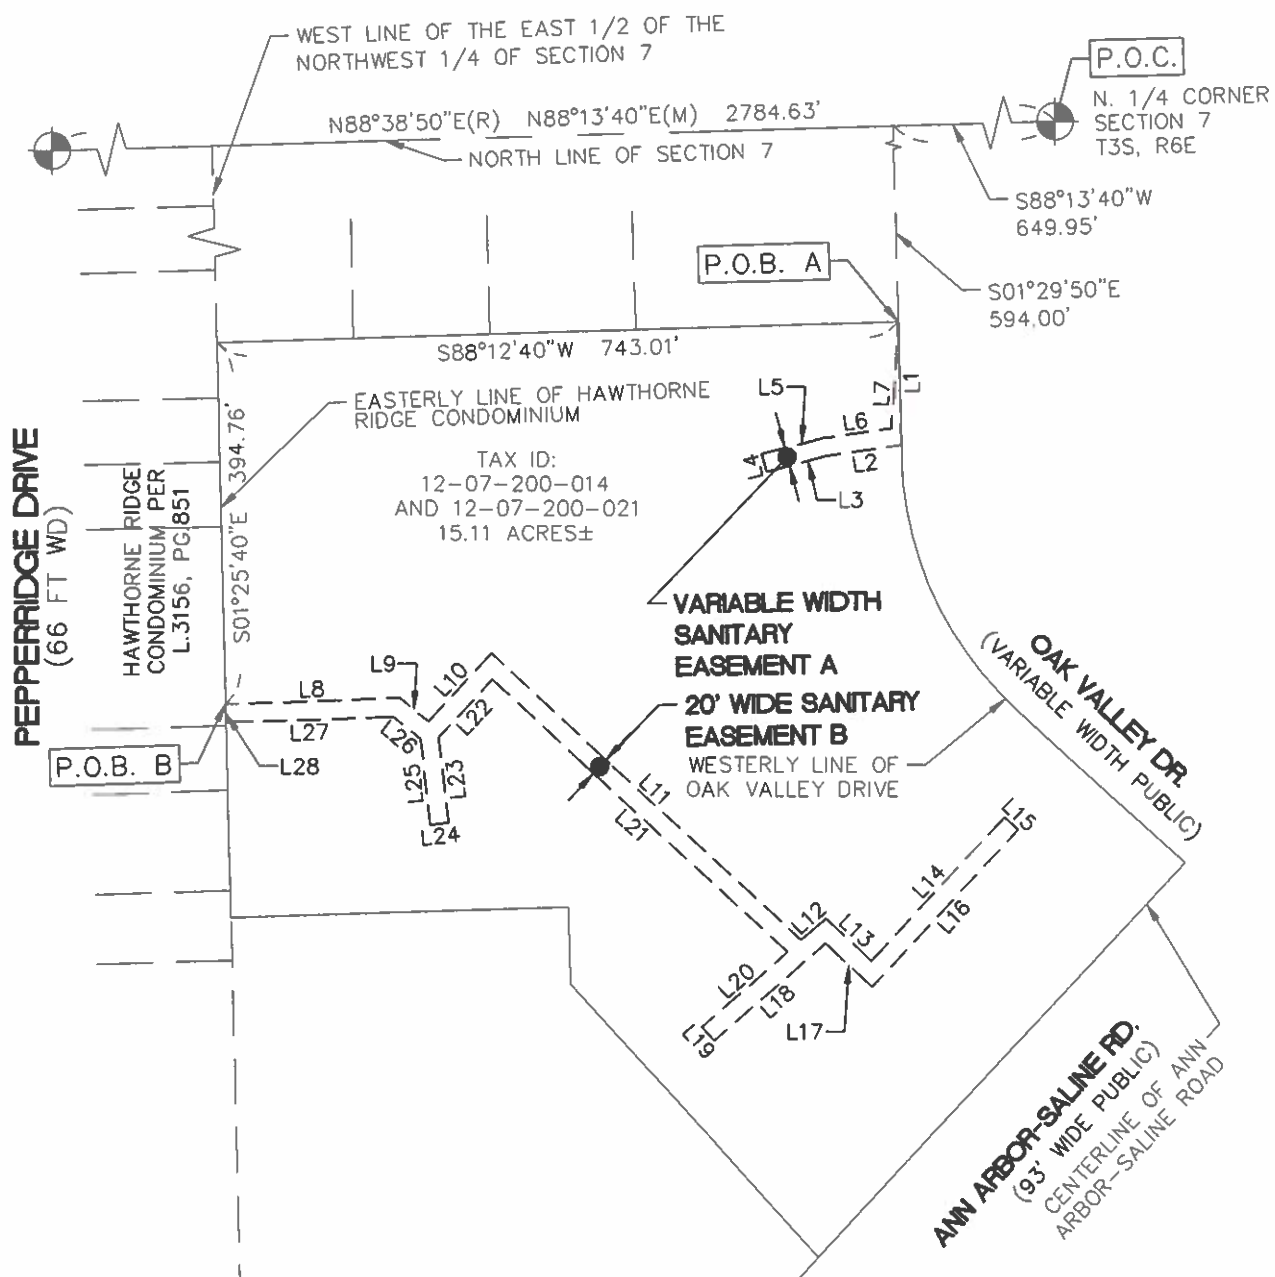 WEST LINE OF THE EAST 1/2 OF THE
NORTHWEST 1/4 OF SECTION 7
P.O.C.
N. 1/4 CORNER
SECTION 7
T3S, R6E
N88°38'50"E(R) N88°13'40"E(M) 2784.63'
NORTH LINE OF SECTION 7
S88°13'40"W
649.95'
P.O.B. A
S01°29'50"E
594.00'
S88°12'40"W 743.01'
EASTERLY LINE OF HAWTHORNE
RIDGE CONDOMINIUM
L5
L7
L1
L6
L4
L2
L3
TAX ID:
12-07-200-014
AND 12-07-200-021
15.11 ACRES±
PEPPERRIDGE DRIVE
(66 FT WD)
HAWTHORNE RIDGE
CONDOMINIUM PER
L.3156, PG.851
S01°25'40"E 394.76'
VARIABLE WIDTH
SANITARY
EASEMENT A
20' WIDE SANITARY
EASEMENT B
WESTERLY LINE OF
OAK VALLEY DRIVE
OAK VALLEY DR.
(VARIABLE WIDTH PUBLIC)
L9
L10
L8
L22
L27
L26
P.O.B. B
L28
L25
L23
L24
L11
L21
L15
L14
L16
L12
L13
L20
L18
L17
L19
ANN ARBOR-SALINE RD.
(93' WIDE PUBLIC)
CENTERLINE OF ANN
ARBOR-SALINE ROAD